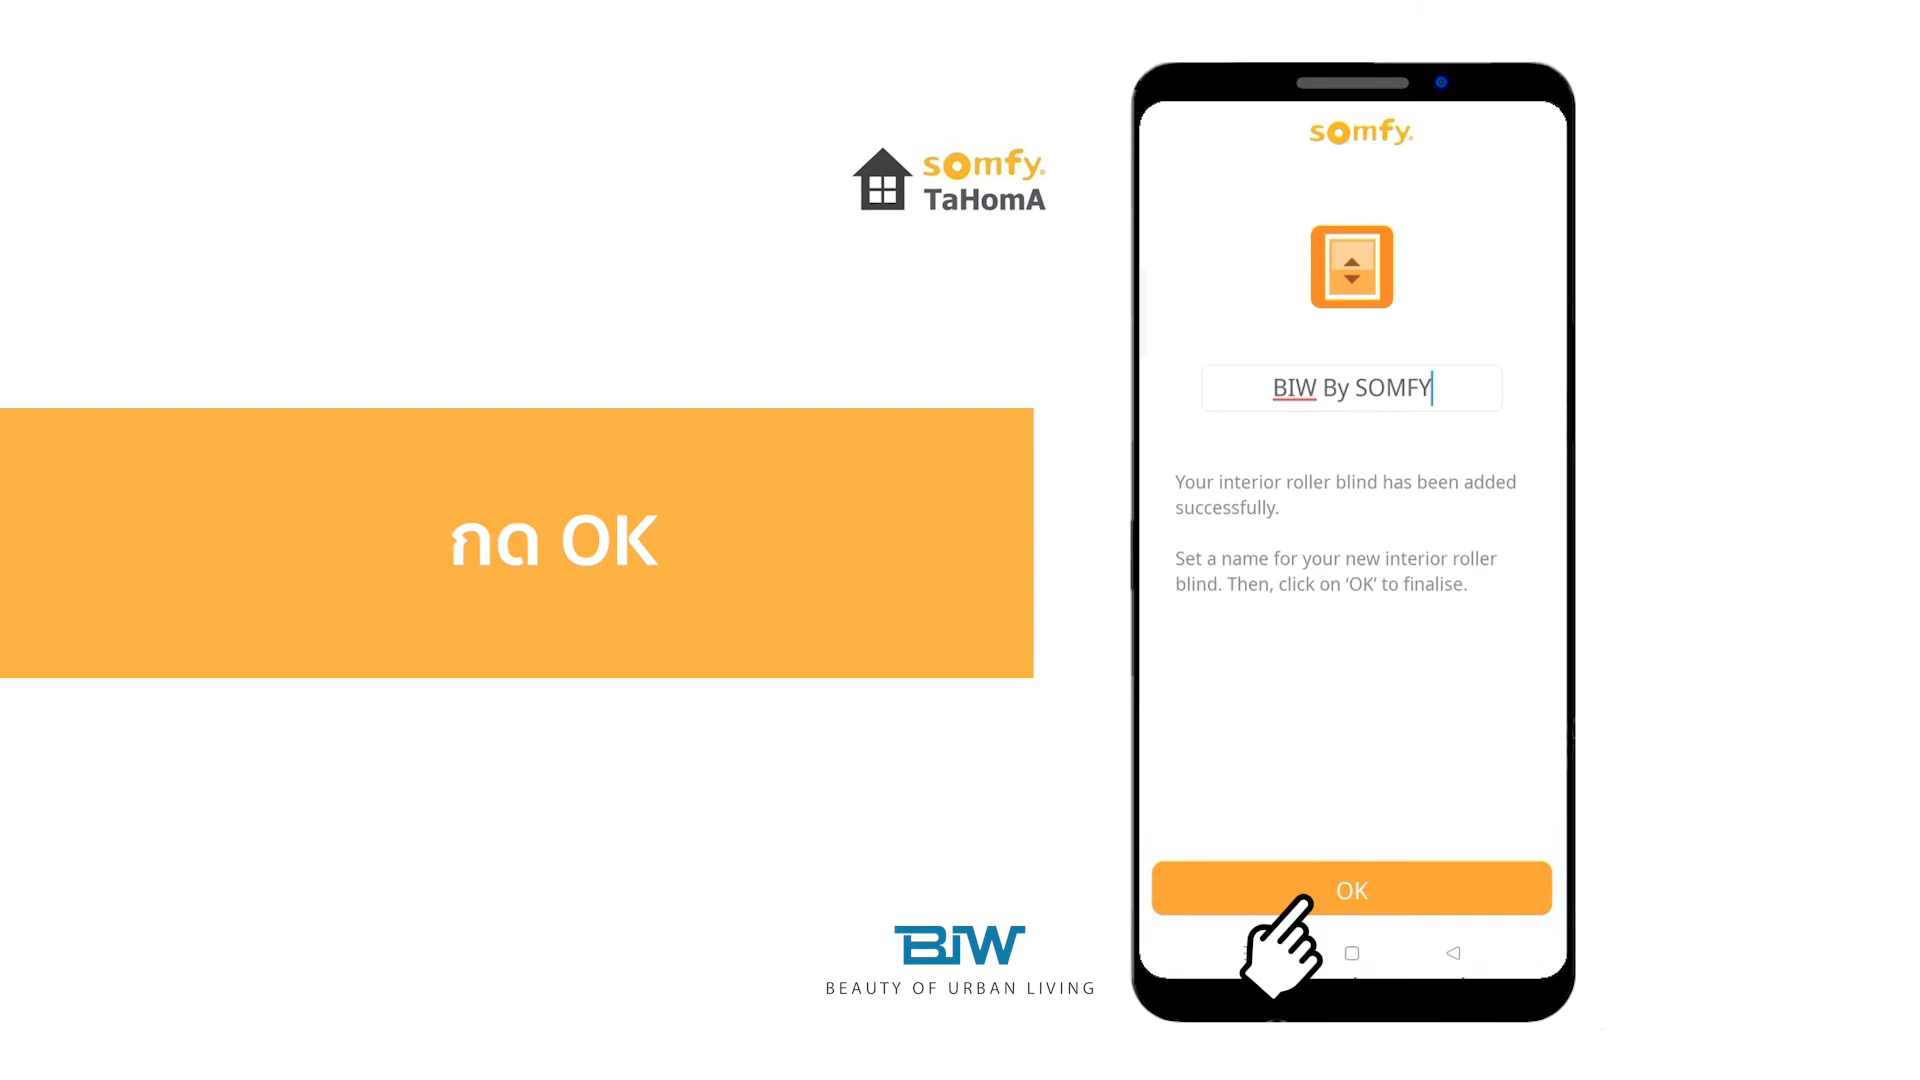 somfy.
TaHomA
กด OK
BIW
BEAUTY OF URBAN LIVING
somfy.
BIW By SOMFY
Your interior roller blind has been added
successfully.
Set a name for your new interior roller
blind. Then, click on ‘OK’ to finalise.
OK